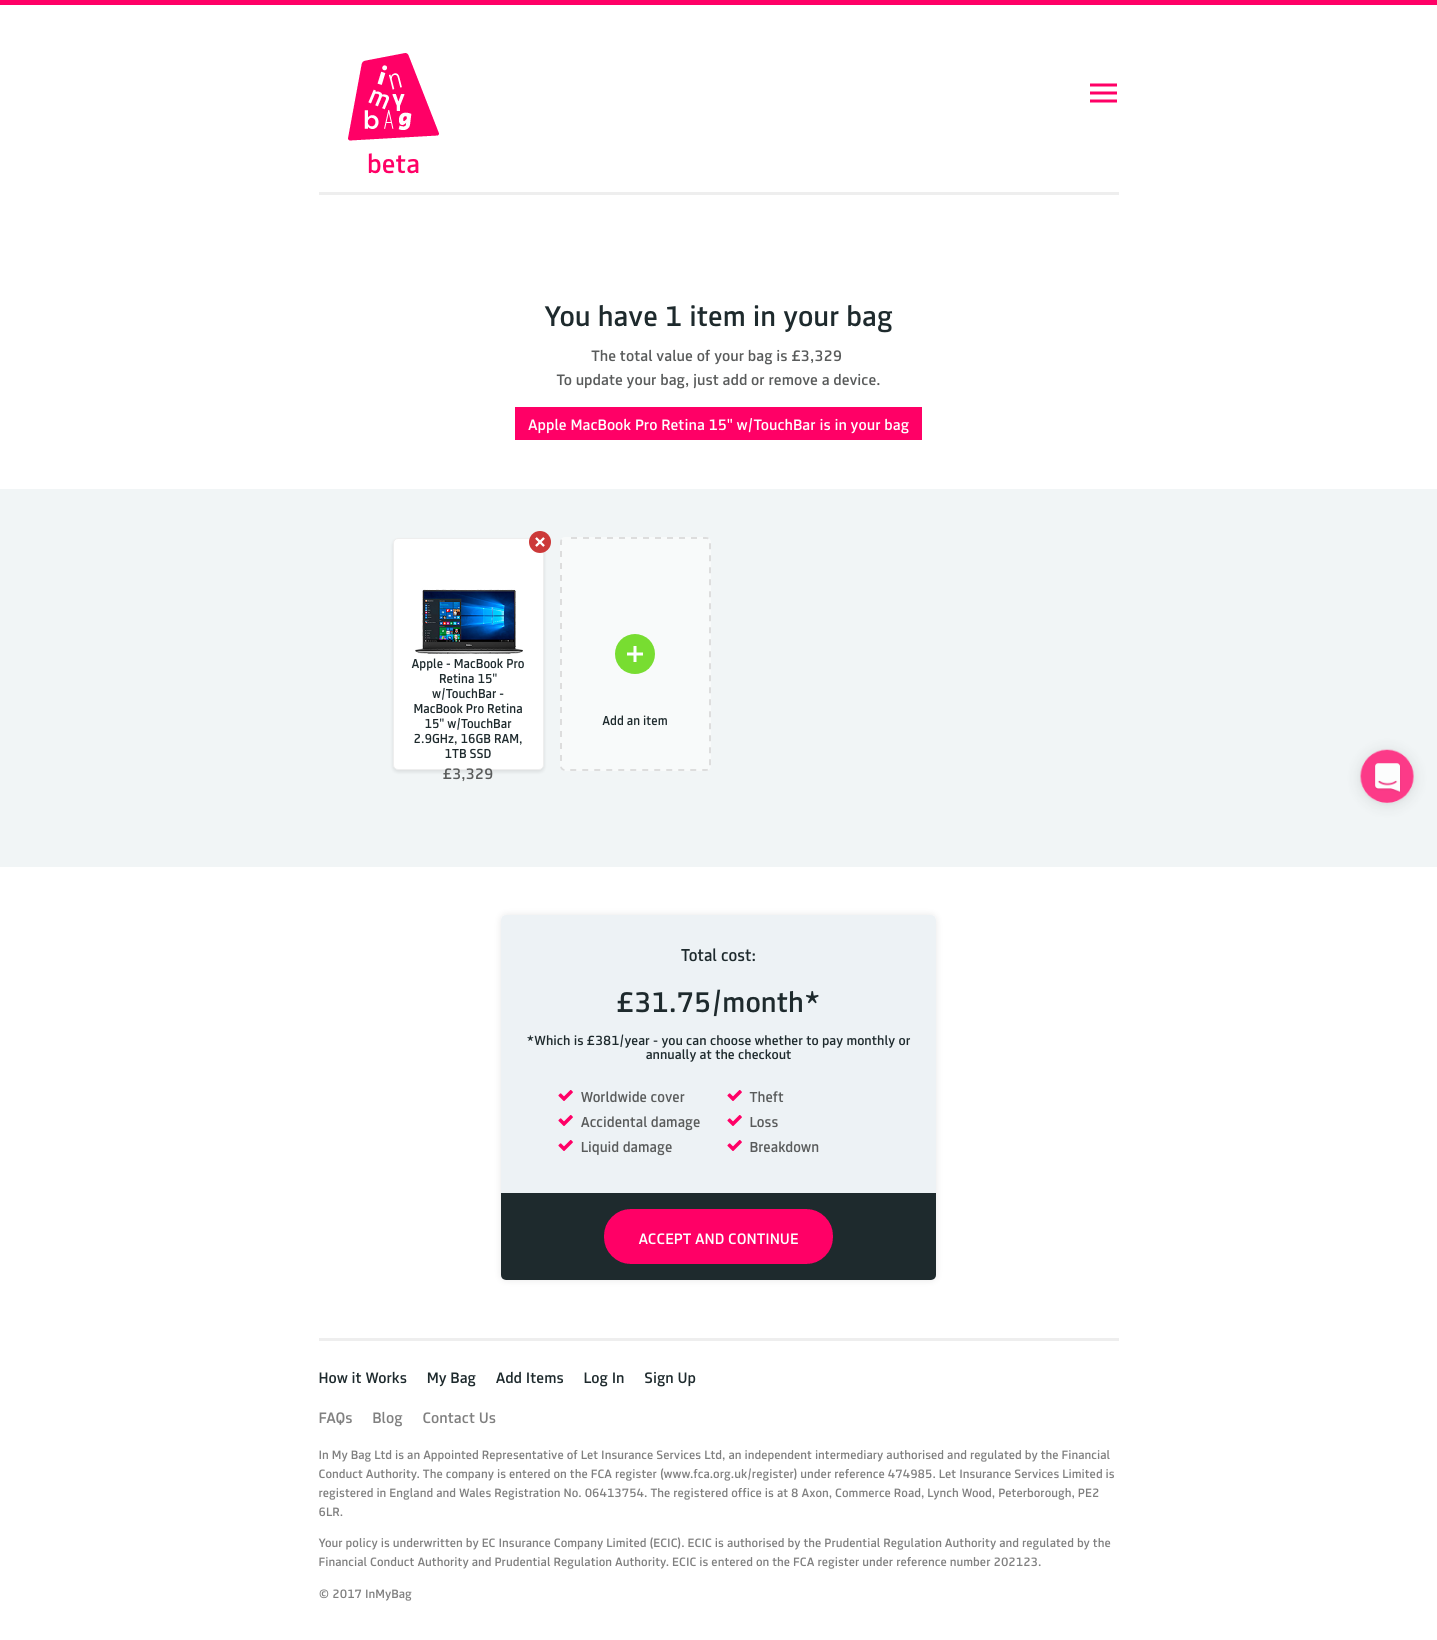 in
my
bAg
beta
You have 1 item in your bag
The total value of your bag is £3,329
To update your bag, just add or remove a device.
Apple MacBook Pro Retina 15" w/TouchBar is in your bag
Apple - MacBook Pro
Retina 15"
w/TouchBar -
MacBook Pro Retina
15" w/TouchBar
2.9GHz, 16GB RAM,
1TB SSD
£3,329
Add an item
Total cost:
£31.75/month*
*Which is £381/year - you can choose whether to pay monthly or
annually at the checkout
Worldwide cover
Accidental damage
Liquid damage
Theft
Loss
Breakdown
ACCEPT AND CONTINUE
How it Works My Bag Add Items Log In Sign Up
FAQs Blog Contact Us
In My Bag Ltd is an Appointed Representative of Let Insurance Services Ltd, an independent intermediary authorised and regulated by the Financial
Conduct Authority. The company is entered on the FCA register (www.fca.org.uk/register) under reference 474985. Let Insurance Services Limited is
registered in England and Wales Registration No. 06413754. The registered office is at 8 Axon, Commerce Road, Lynch Wood, Peterborough, PE2
6LR.
Your policy is underwritten by EC Insurance Company Limited (ECIC). ECIC is authorised by the Prudential Regulation Authority and regulated by the
Financial Conduct Authority and Prudential Regulation Authority. ECIC is entered on the FCA register under reference number 202123.
© 2017 InMyBag